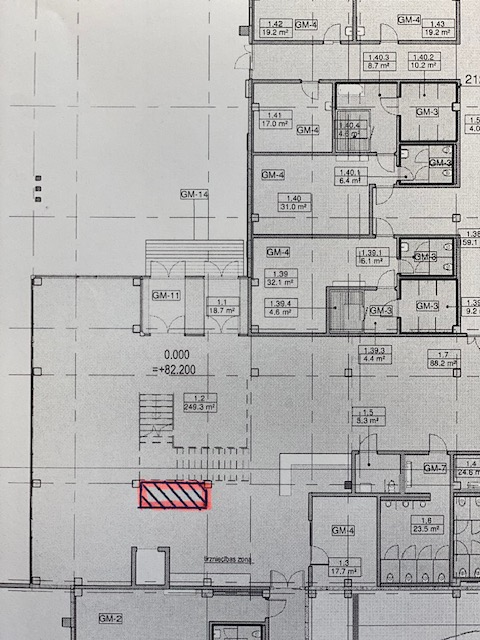 1.42
19.2 m²
GM-4
GM-4
1.43
19.2 m²
1.40.3
8.7 m²
1.40.2
10.2 m²
1.41
17.0 m²
GM-4
1.40.4
GM-3
GM-4
1.40.1
6.4 m²
GM-3
GM-14
1.40
31.0 m²
GM-4
1.39.1
6.1 m²
GM-3
1.39
32.1 m²
GM-11
1.1
18.7 m²
1.39.4
4.6 m²
GM-3
GM-3
0.000
=+82.200
1.39.3
4.4 m²
1.7
88.2 m²
1.2
249.3 m²
1.5
5.3 m²
GM-7
1.4
GM-4
1.6
23.5 m²
Tirzniecības zona
1.3
17.7 m²
GM-2